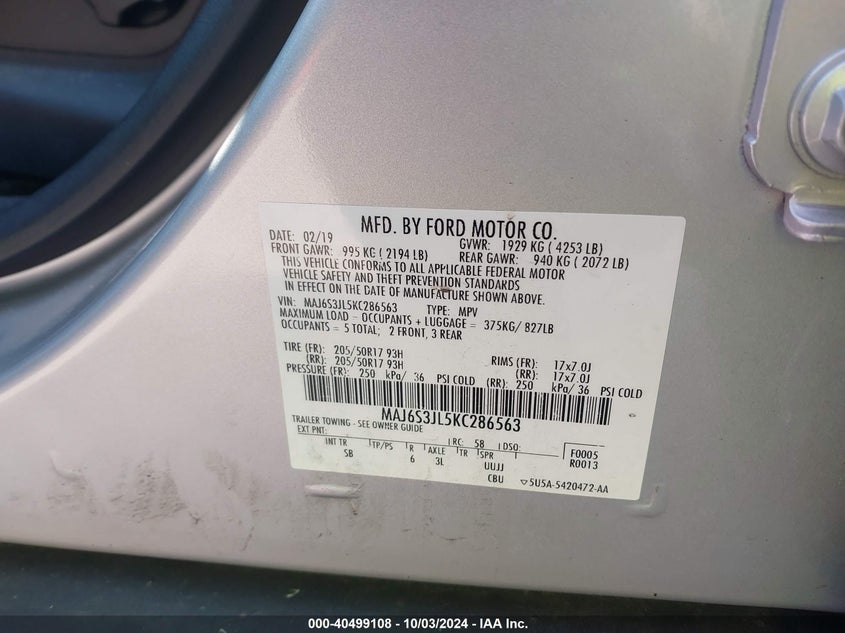 MFD. BY FORD MOTOR CO.
DATE: 02/19 GVWR: 1929 KG ( 4253 LB)
FRONT GAWR: 995 KG ( 2194 LB) REAR GAWR: 940 KG ( 2072 LB)
THIS VEHICLE CONFORMS TO ALL APPLICABLE FEDERAL MOTOR
VEHICLE SAFETY AND THEFT PREVENTION STANDARDS
IN EFFECT ON THE DATE OF MANUFACTURE SHOWN ABOVE.
VIN: MAJ6S3JL5KC286563 TYPE: MPV
MAXIMUM LOAD - OCCUPANTS + LUGGAGE = 375KG/ 827LB
OCCUPANTS = 5 TOTAL; 2 FRONT, 3 REAR
TIRE (FR): 205/50R17 93H RIMS (FR): 17x7.0J
(RR): 205/50R17 93H (RR): 17x7.0J
PRESSURE (FR): 250 kPa/ 36 PSI COLD (RR): 250 kPa/ 36 PSI COLD
MAJ6S3JL5KC286563
TRAILER TOWING - SEE OWNER GUIDE
EXT PNT: RC: 58 DSO: F0005
INT TR TP/PS R AXLE TR SPR R0013
SB 6 3L UUJJ
CBU 5U5A-5420472-AA
000-40499108 - 10/03/2024 - IAA Inc.